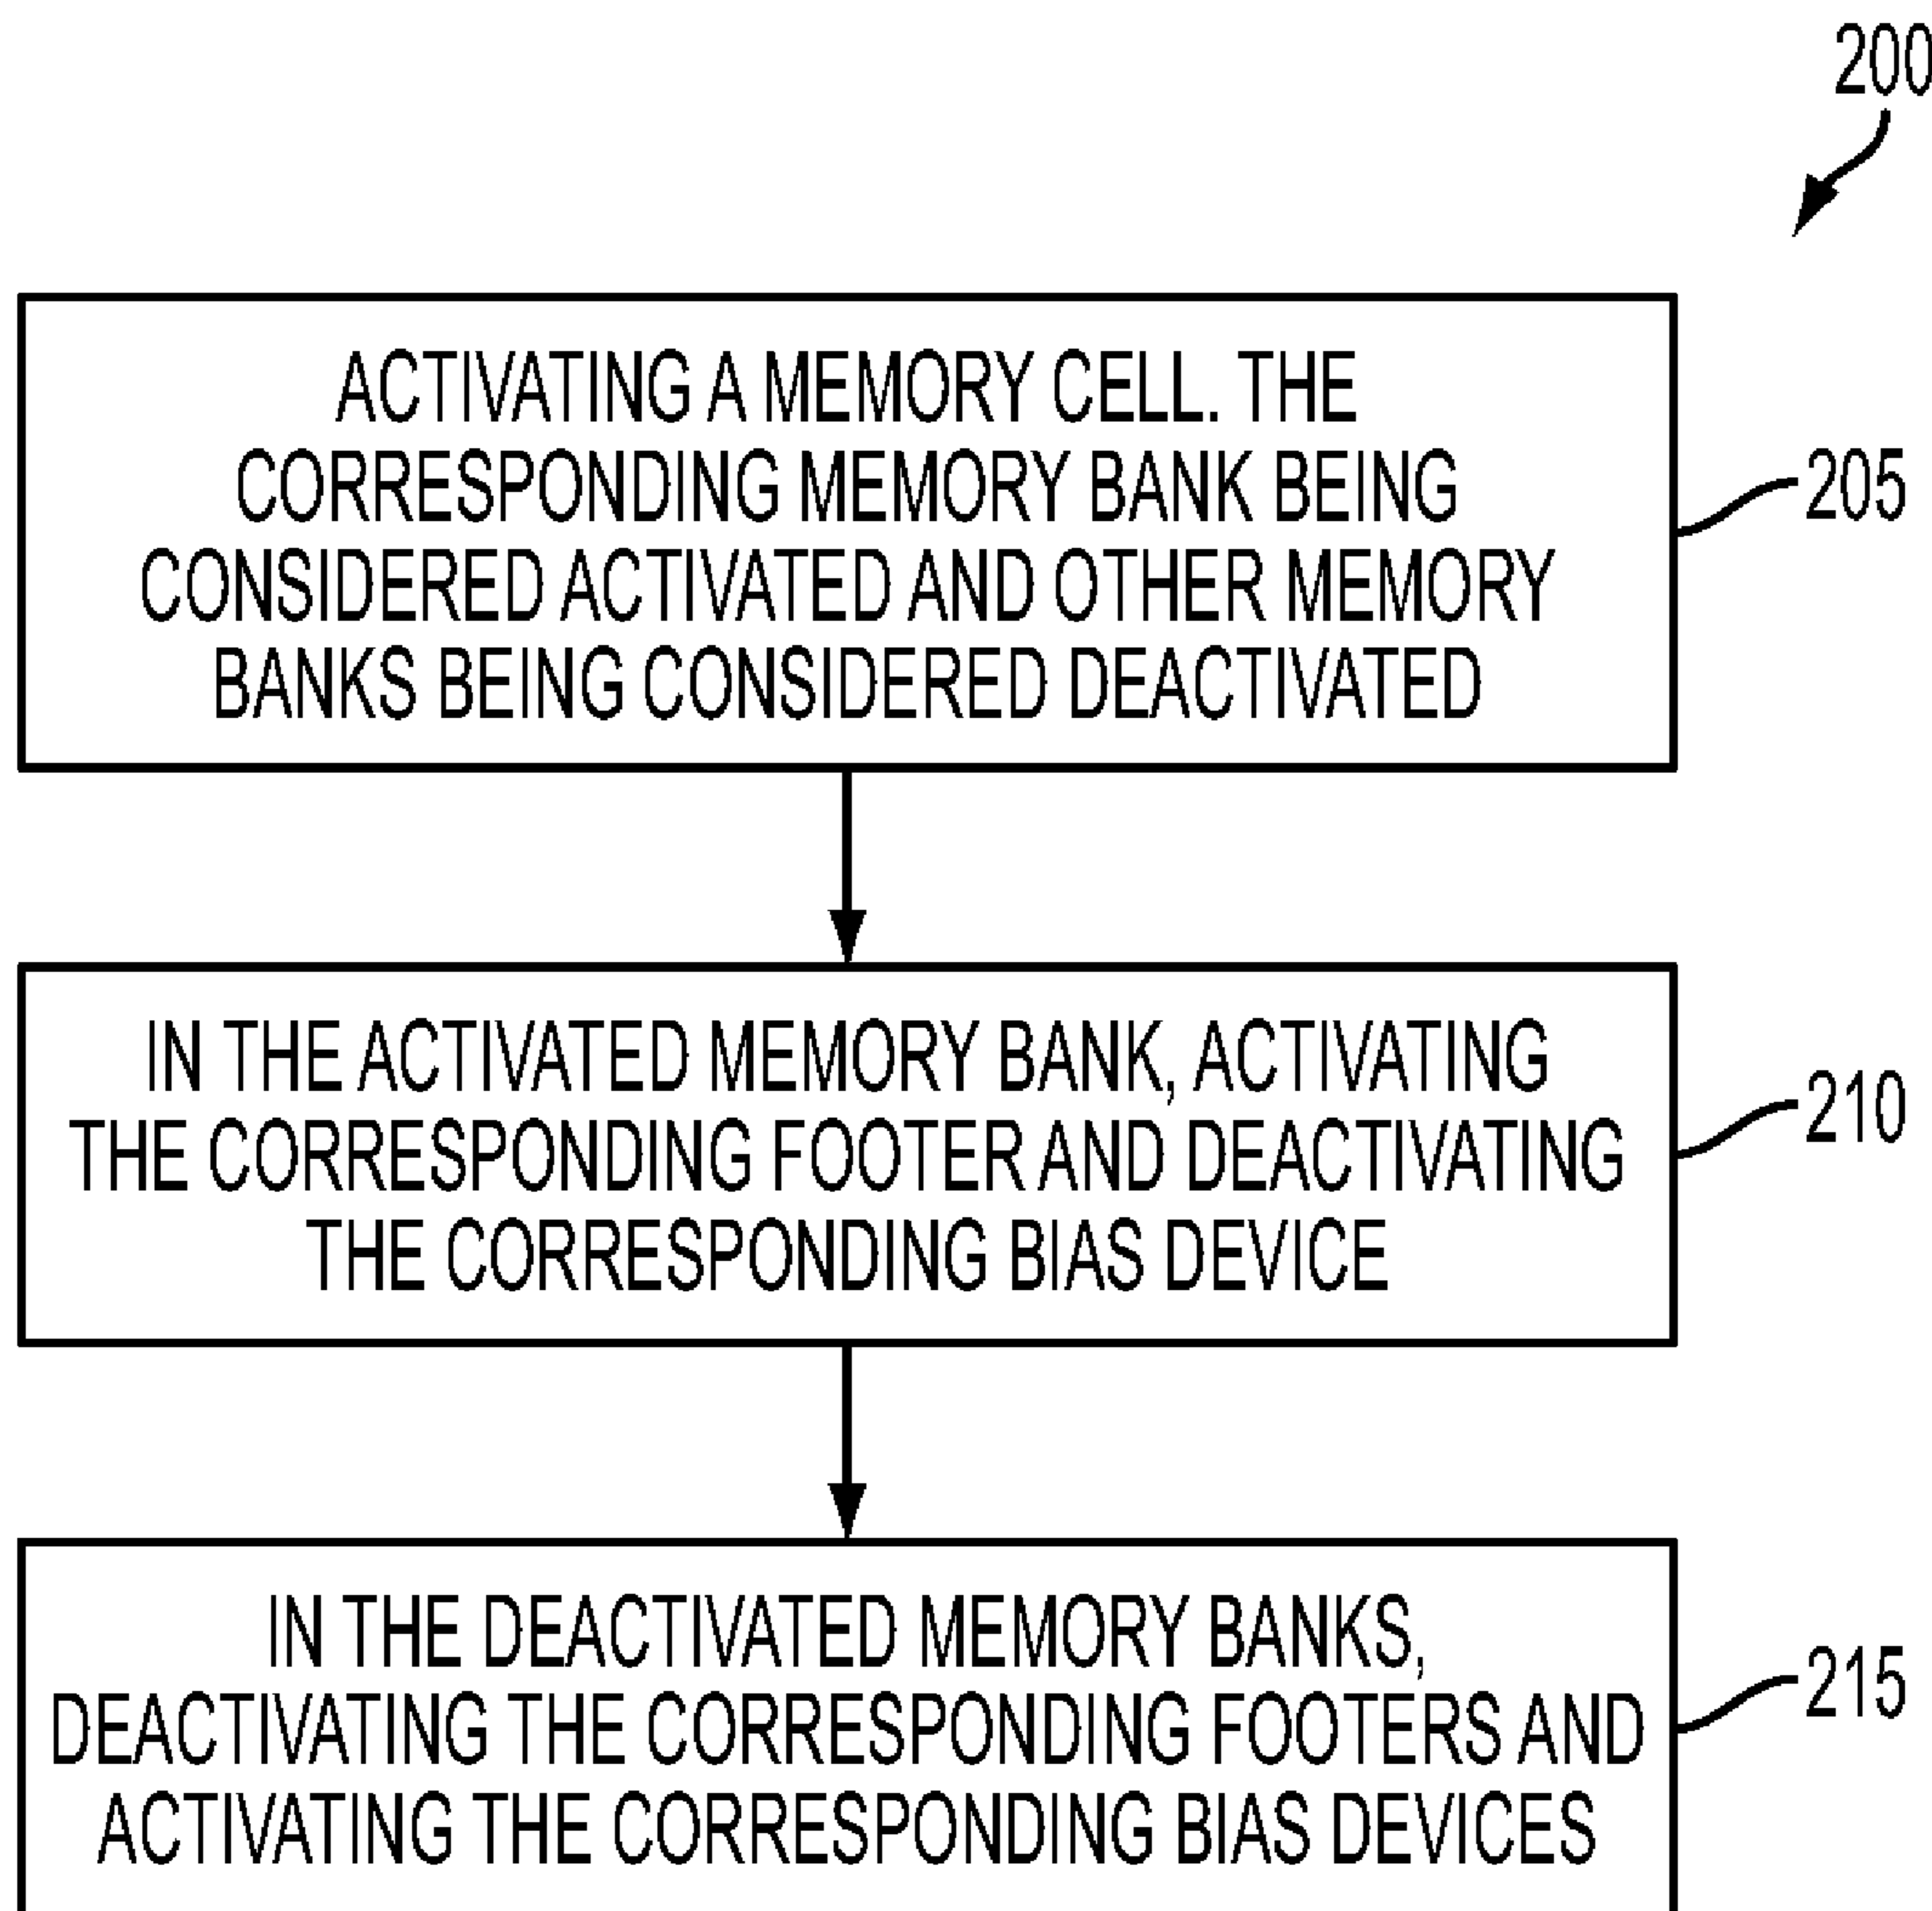 200
ACTIVATING A MEMORY CELL. THE
CORRESPONDING MEMORY BANK BEING
CONSIDERED ACTIVATED AND OTHER MEMORY
BANKS BEING CONSIDERED DEACTIVATED
205
IN THE ACTIVATED MEMORY BANK, ACTIVATING
THE CORRESPONDING FOOTER AND DEACTIVATING
THE CORRESPONDING BIAS DEVICE
210
IN THE DEACTIVATED MEMORY BANKS,
DEACTIVATING THE CORRESPONDING FOOTERS AND
ACTIVATING THE CORRESPONDING BIAS DEVICES
215